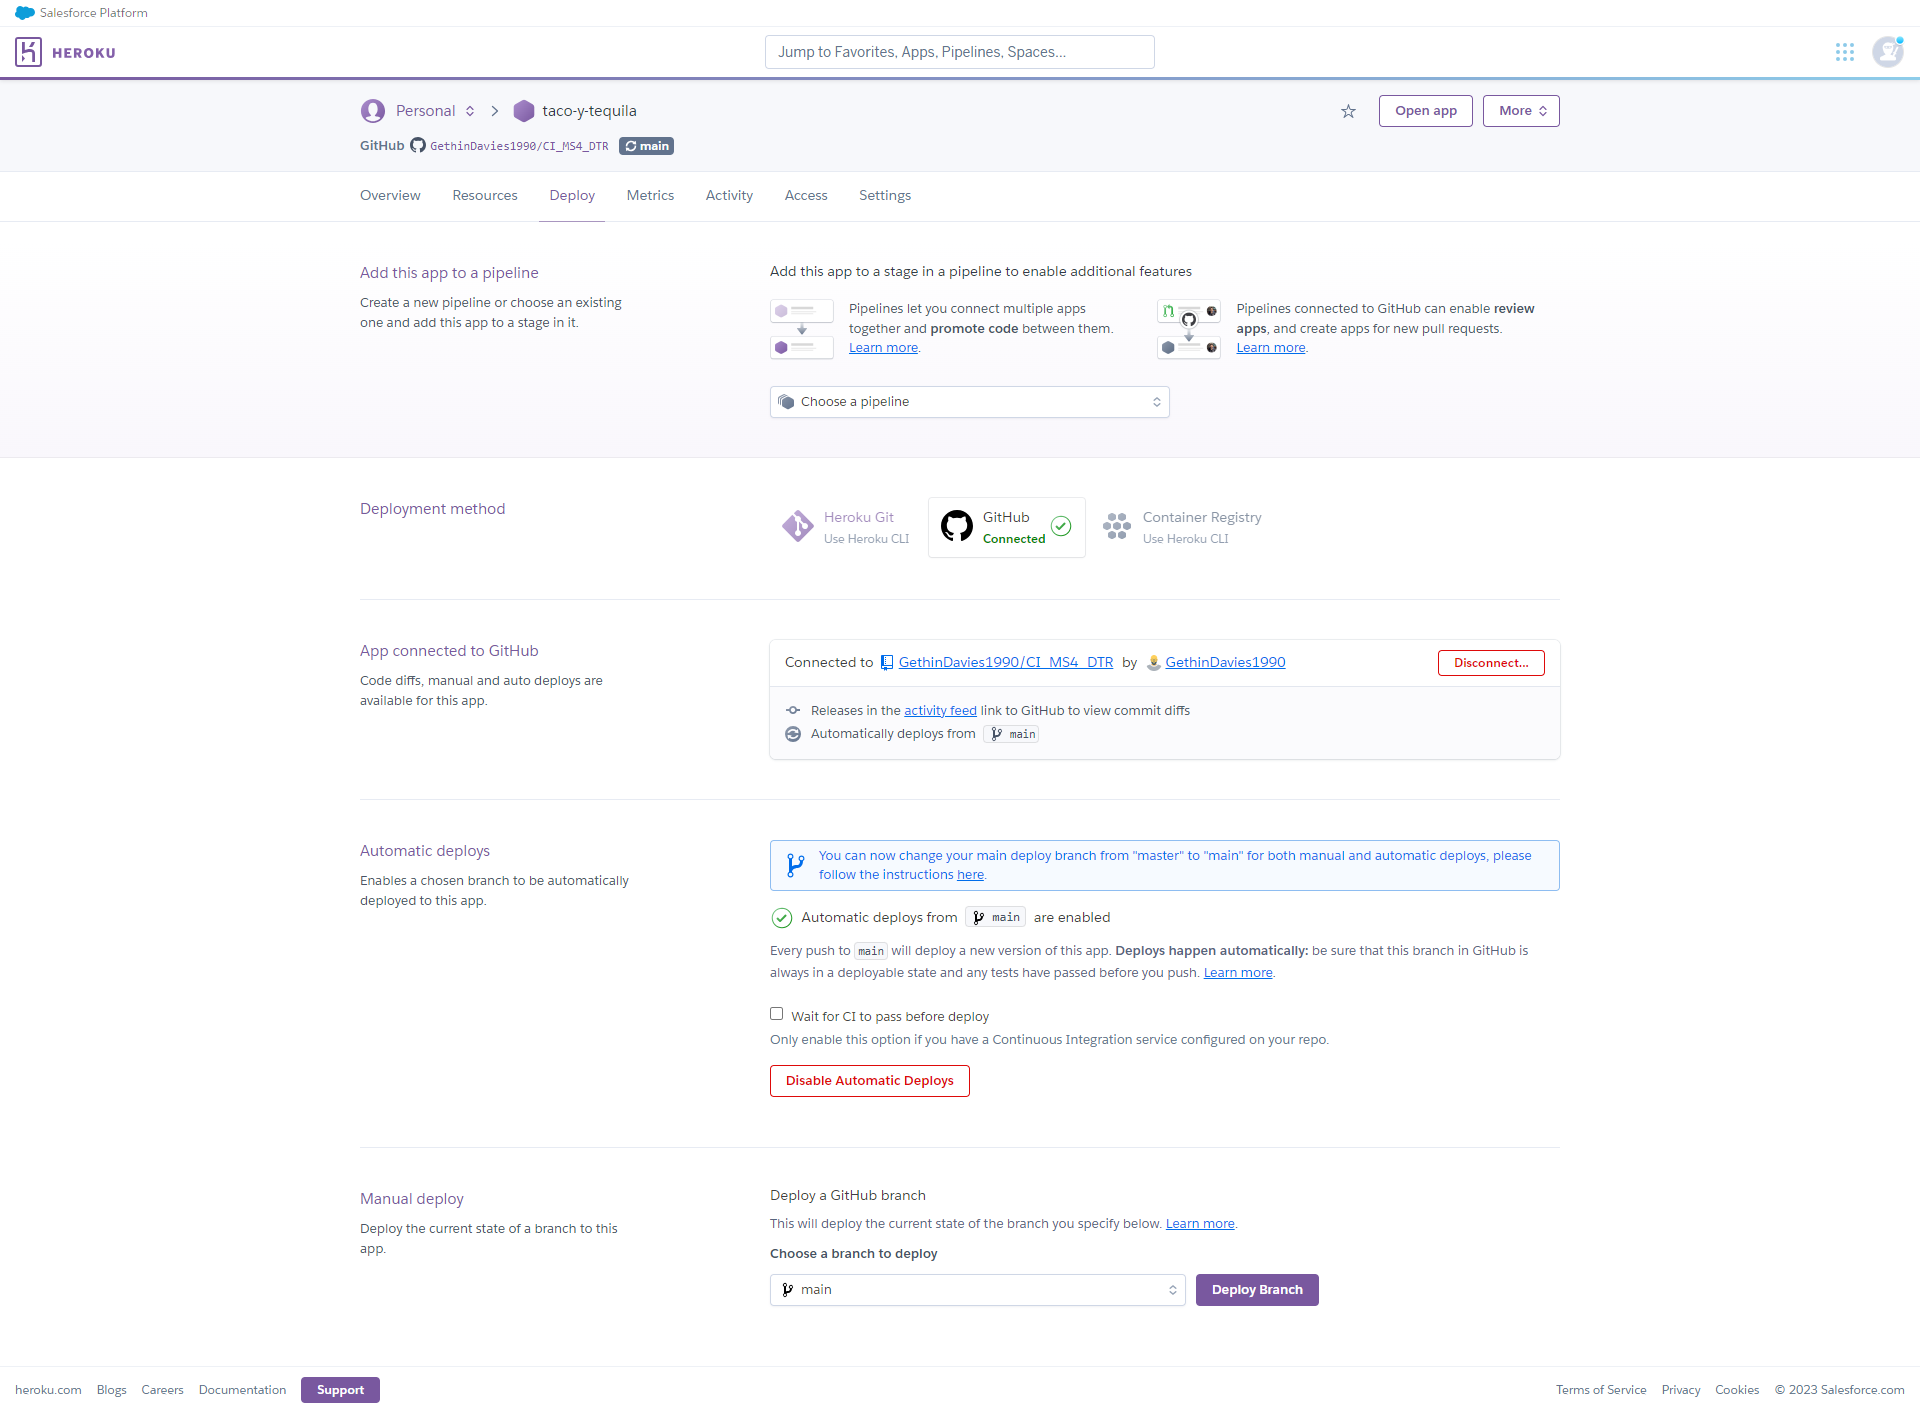 Salesforce Platform
HEROKU
Jump to Favorites, Apps, Pipelines, Spaces...
Personal
taco-y-tequila
Open app
More
GitHub GethinDavies1990/CI_MS4_DTR main
Overview Resources Deploy Metrics Activity Access Settings
Add this app to a pipeline
Create a new pipeline or choose an existing
one and add this app to a stage in it.
Add this app to a stage in a pipeline to enable additional features
Pipelines let you connect multiple apps
together and promote code between them.
Learn more.
Pipelines connected to GitHub can enable review
apps, and create apps for new pull requests.
Learn more.
Choose a pipeline
Deployment method
Heroku Git
Use Heroku CLI
GitHub
Connected
Container Registry
Use Heroku CLI
App connected to GitHub
Code diffs, manual and auto deploys are
available for this app.
Connected to GethinDavies1990/CI_MS4_DTR by GethinDavies1990
Disconnect...
Releases in the activity feed link to GitHub to view commit diffs
Automatically deploys from main
Automatic deploys
Enables a chosen branch to be automatically
deployed to this app.
You can now change your main deploy branch from "master" to "main" for both manual and automatic deploys, please
follow the instructions here.
Automatic deploys from main are enabled
Every push to main will deploy a new version of this app. Deploys happen automatically: be sure that this branch in GitHub is
always in a deployable state and any tests have passed before you push. Learn more.
Wait for CI to pass before deploy
Only enable this option if you have a Continuous Integration service configured on your repo.
Disable Automatic Deploys
Manual deploy
Deploy the current state of a branch to this
app.
Deploy a GitHub branch
This will deploy the current state of the branch you specify below. Learn more.
Choose a branch to deploy
main
Deploy Branch
heroku.com Blogs Careers Documentation Support
Terms of Service Privacy Cookies © 2023 Salesforce.com